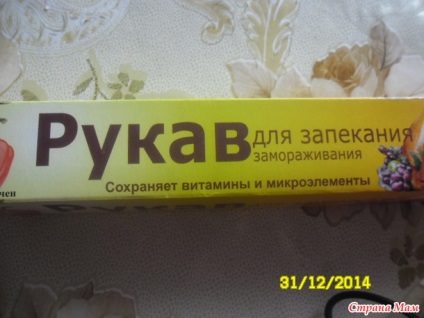 Рукав для запекания
замораживания
Сохраняет витамины и микроэлементы
31/12/2014
Страна Мам